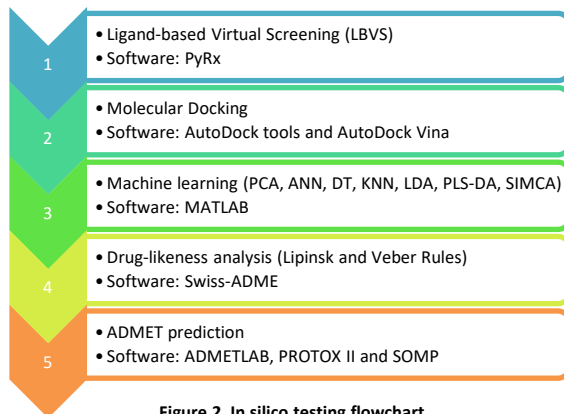 1
• Ligand-based Virtual Screening (LBVS)
• Software: PyRx
2
• Molecular Docking
• Software: AutoDock tools and AutoDock Vina
3
• Machine learning (PCA, ANN, DT, KNN, LDA, PLS-DA, SIMCA)
• Software: MATLAB
4
• Drug-likeness analysis (Lipinsk and Veber Rules)
• Software: Swiss-ADME
5
• ADMET prediction
• Software: ADMETLAB, PROTOX II and SOMP
Figure 2. In silico testing flowchart